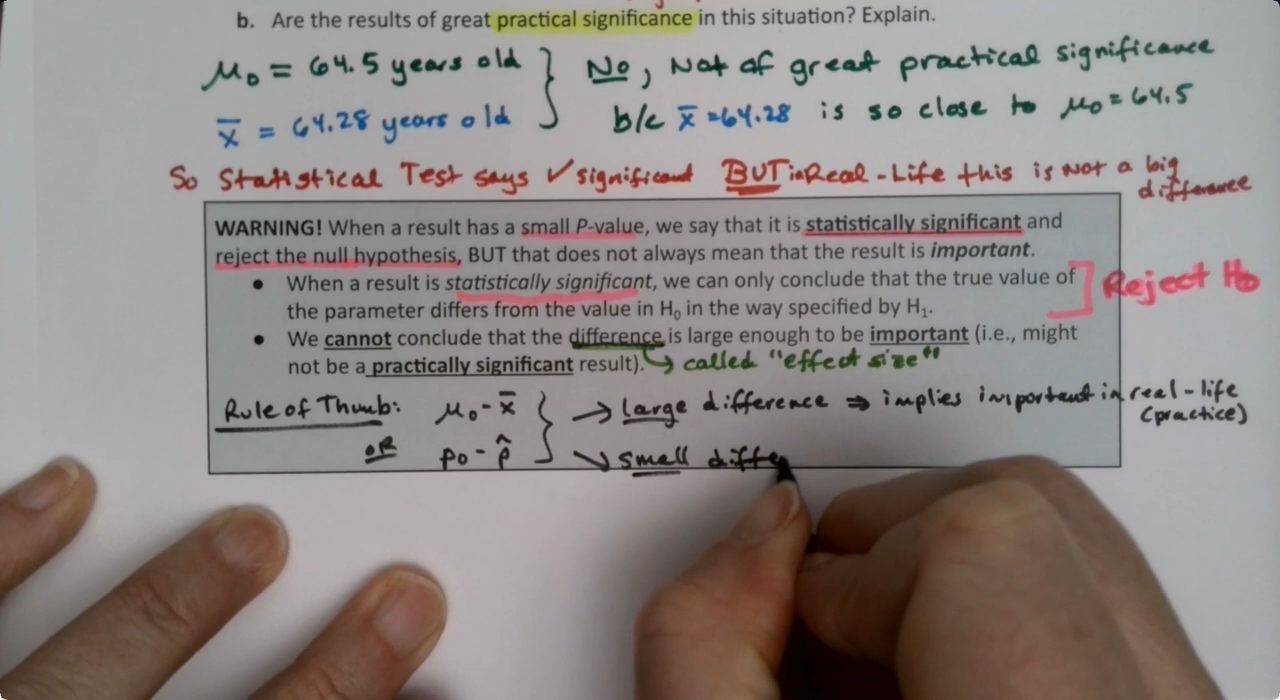 b. Are the results of great practical significance in this situation? Explain.
μ₀ = 64.5 years old } No, Not of great practical significance
x̄ = 64.28 years old b/c x̄ = 64.28 is so close to μ₀ = 64.5
So Statistical Test says ✓ significant BUT in Real-Life this is Not a big
difference
WARNING! When a result has a small P-value, we say that it is statistically significant and
reject the null hypothesis, BUT that does not always mean that the result is important.
• When a result is statistically significant, we can only conclude that the true value of
the parameter differs from the value in H₀ in the way specified by H₁.
] Reject H₀
• We cannot conclude that the difference is large enough to be important (i.e., might
not be a practically significant result). ↳ called "effect size"
Rule of Thumb: μ₀ - x̄ } → large difference ⇒ implies important in real-life
(practice)
OR p₀ - p̂ ↘ small diffe